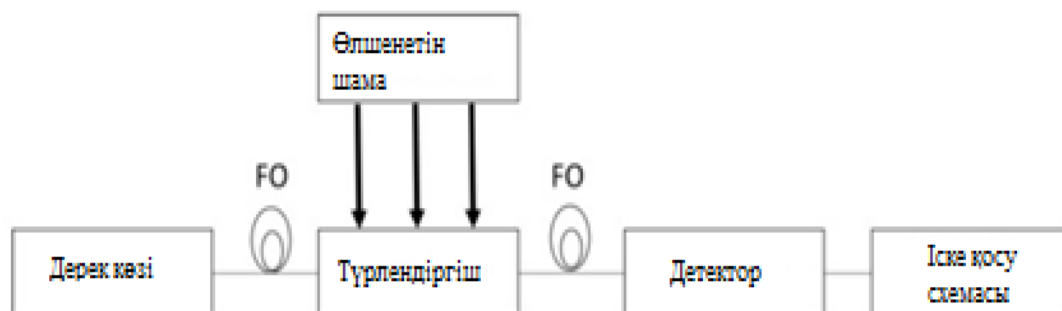 Өлшенетін
шама
FO
FO
Дерек көзі
Түрлендіргіш
Детектор
Іске қосу
схемасы